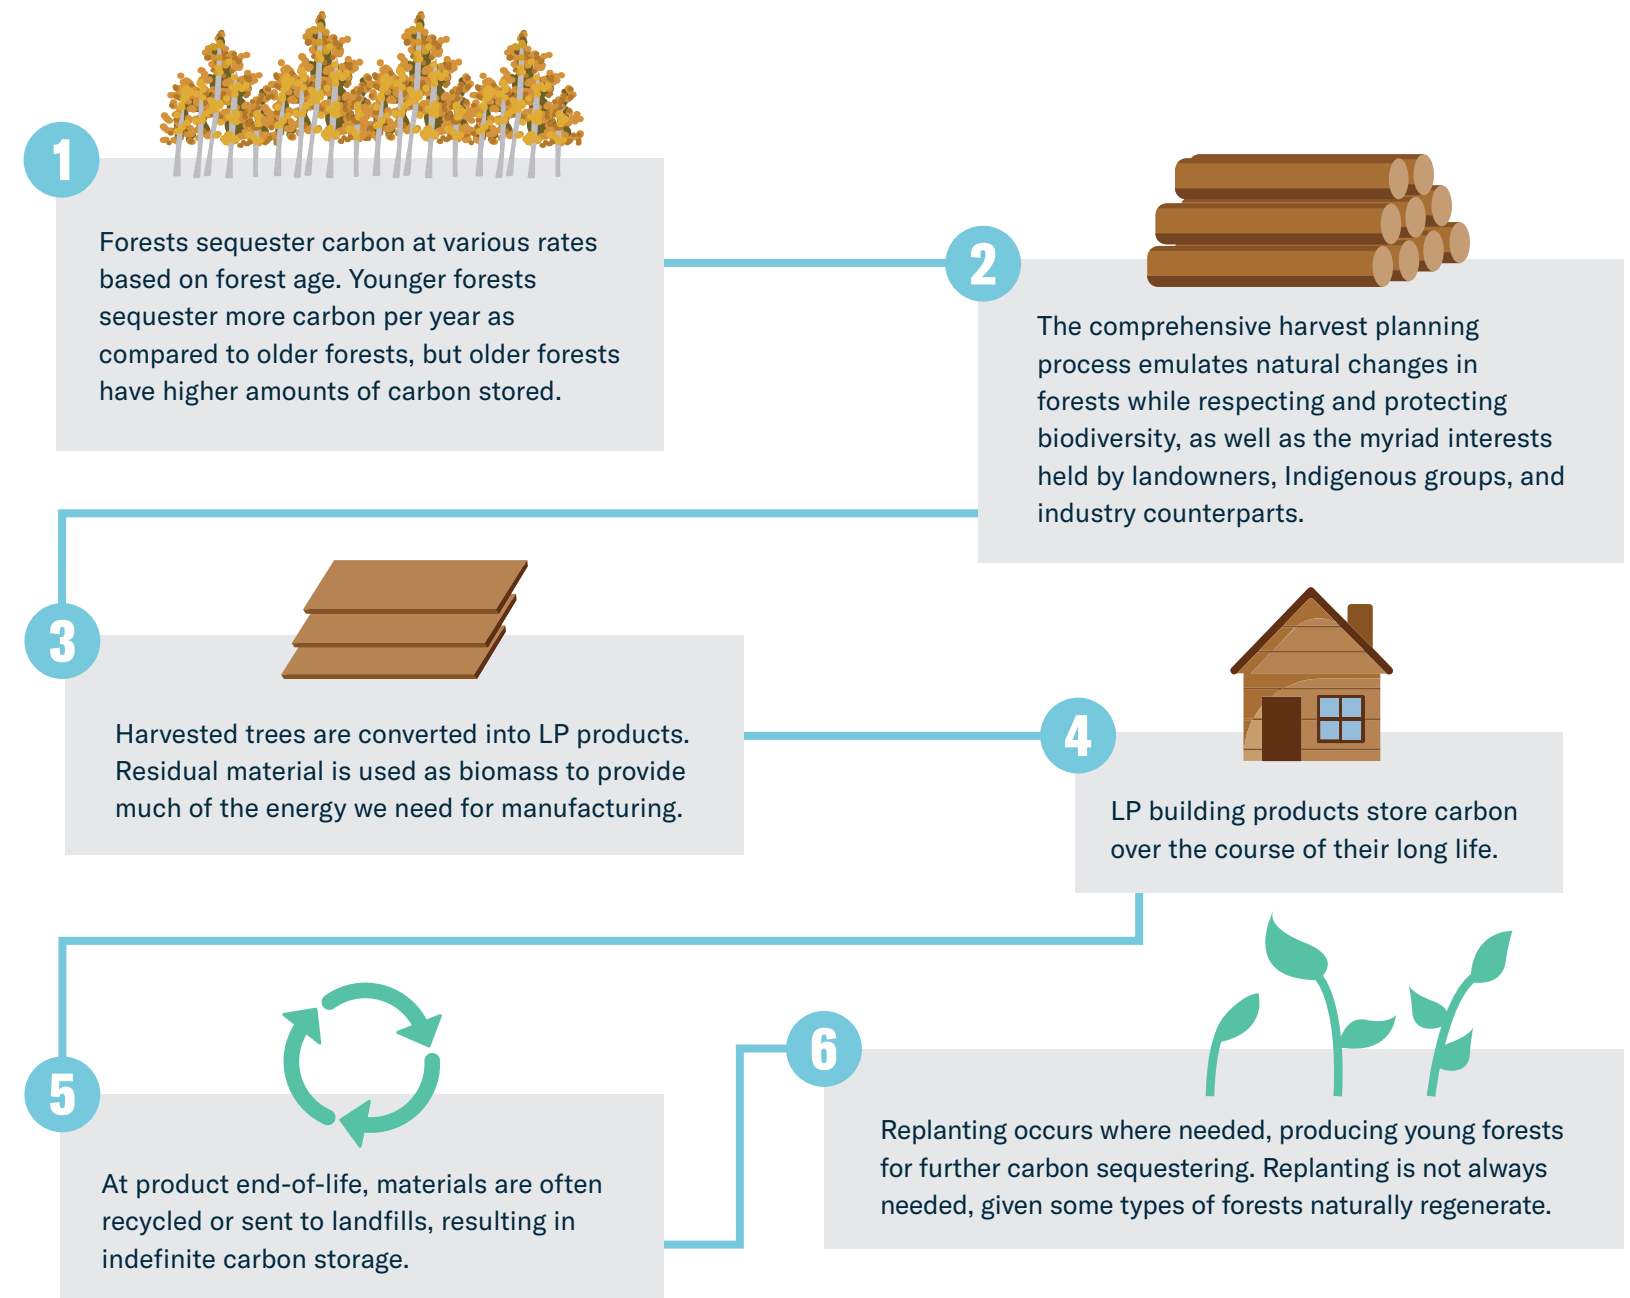 1
Forests sequester carbon at various rates
based on forest age. Younger forests
sequester more carbon per year as
compared to older forests, but older forests
have higher amounts of carbon stored.
2
The comprehensive harvest planning
process emulates natural changes in
forests while respecting and protecting
biodiversity, as well as the myriad interests
held by landowners, Indigenous groups, and
industry counterparts.
3
Harvested trees are converted into LP products.
Residual material is used as biomass to provide
much of the energy we need for manufacturing.
4
LP building products store carbon
over the course of their long life.
5
At product end-of-life, materials are often
recycled or sent to landfills, resulting in
indefinite carbon storage.
6
Replanting occurs where needed, producing young forests
for further carbon sequestering. Replanting is not always
needed, given some types of forests naturally regenerate.